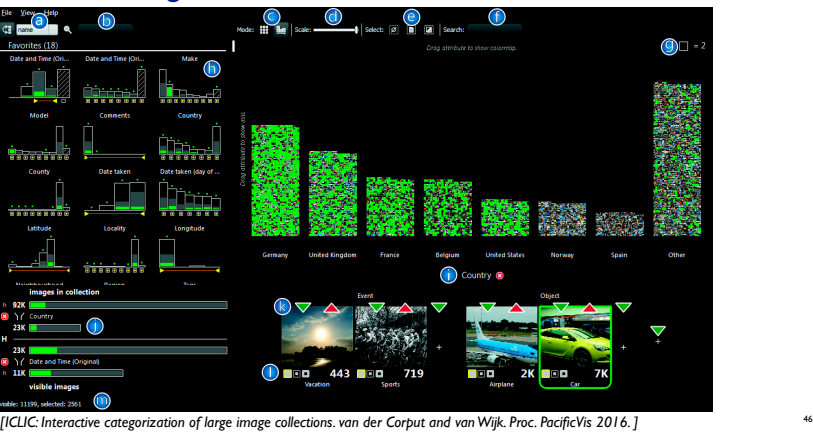 File View Help
a
b
c
d
e
f
name
Mode:
Scale:
Select:
Search:
Favorites (18)
Drag attribute to show colormap.
g
= 2
Date and Time (Ori...
Date and Time (Ori...
Make
h
Model
Comments
Country
Drag attribute to show axis
County
Date taken
Date taken (day of ...
Latitude
Locality
Longitude
Germany
United Kingdom
France
Belgium
United States
Norway
Spain
Other
i
Country
images in collection
h 92K
Country
23K
j
H
23K
Date and Time (Original)
h 11K
visible images
visible: 11199, selected: 2561
m
k
Event
Object
l
443
719
+
2K
7K
+
+
Vacation
Sports
Airplane
Car
[ICLIC: Interactive categorization of large image collections. van der Corput and van Wijk. Proc. PacificVis 2016. ]
46